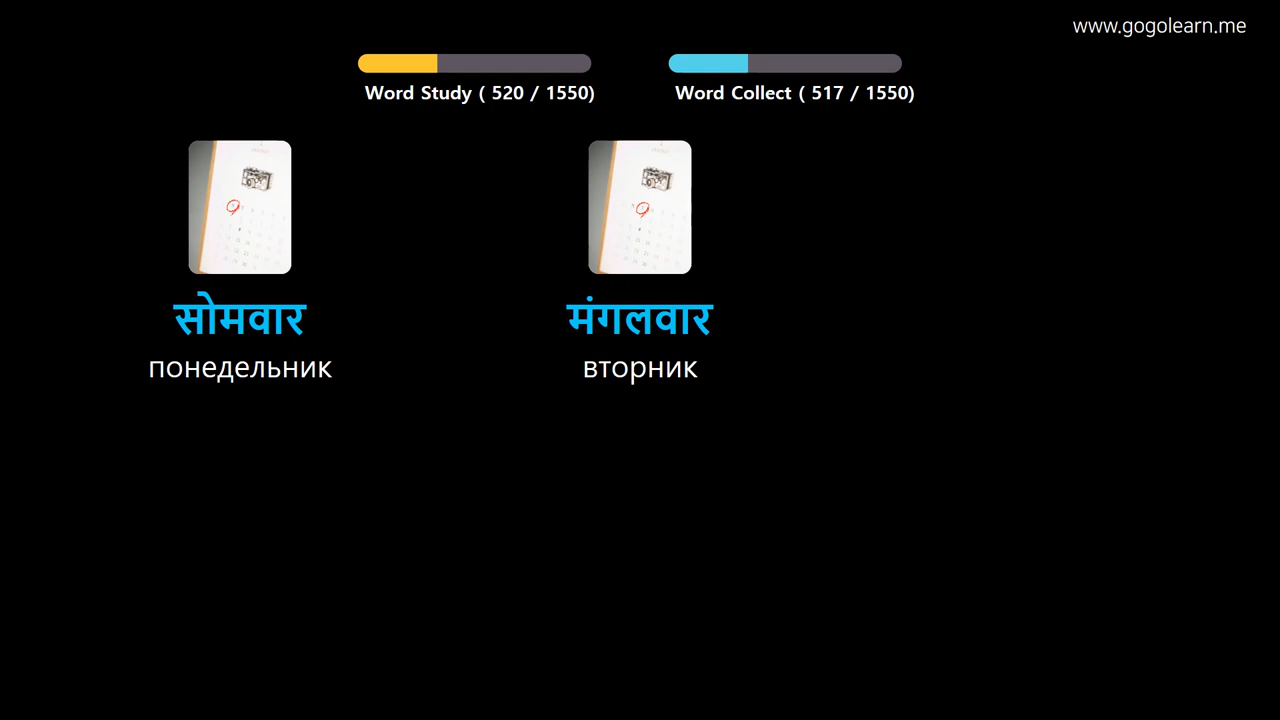 www.gogolearn.me
Word Study ( 520 / 1550)
Word Collect ( 517 / 1550)
सोमवार
понедельник
मंगलवार
вторник